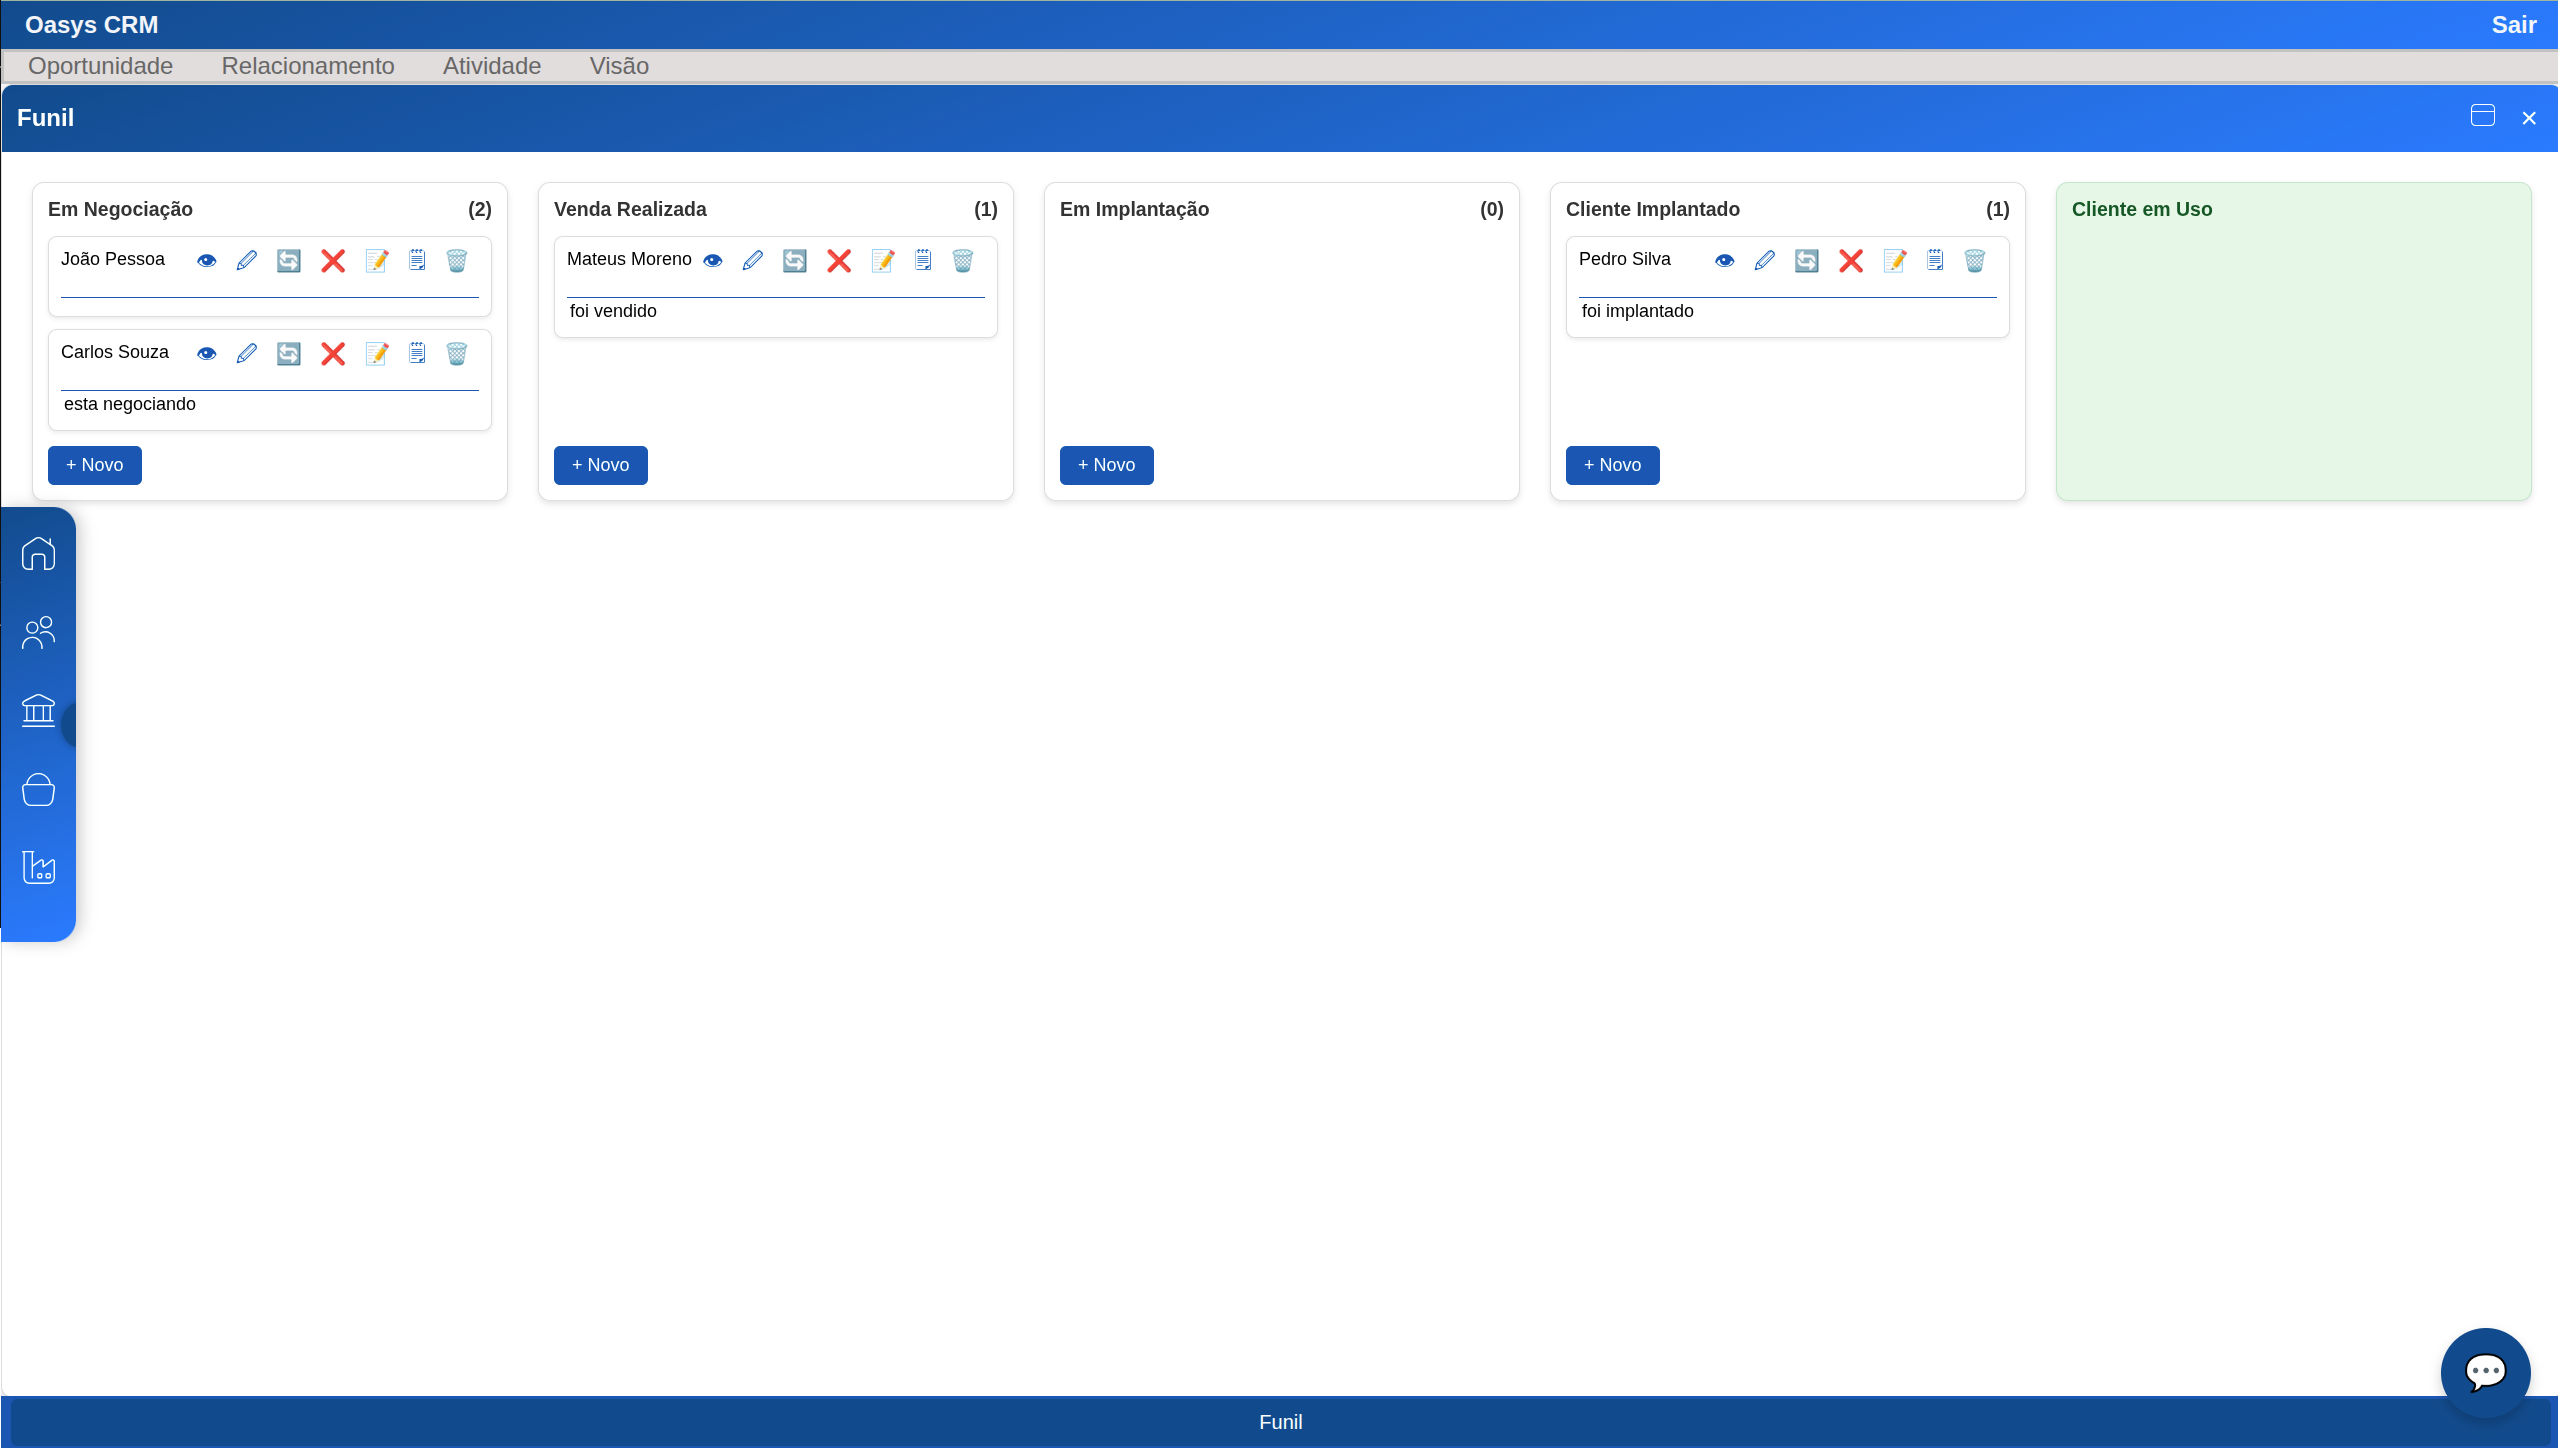 Oasys CRM
Sair
Oportunidade
Relacionamento
Atividade
Visão
Funil
Em Negociação
(2)
João Pessoa
Carlos Souza
esta negociando
+ Novo
Venda Realizada
(1)
Mateus Moreno
foi vendido
+ Novo
Em Implantação
(0)
+ Novo
Cliente Implantado
(1)
Pedro Silva
foi implantado
+ Novo
Cliente em Uso
Funil